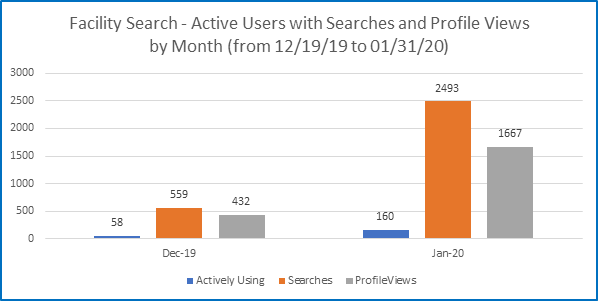 Facility Search - Active Users with Searches and Profile Views
by Month (from 12/19/19 to 01/31/20)
3000
2500
2000
1500
1000
500
0
58
559
432
160
2493
1667
Dec-19
Jan-20
Actively Using
Searches
ProfileViews